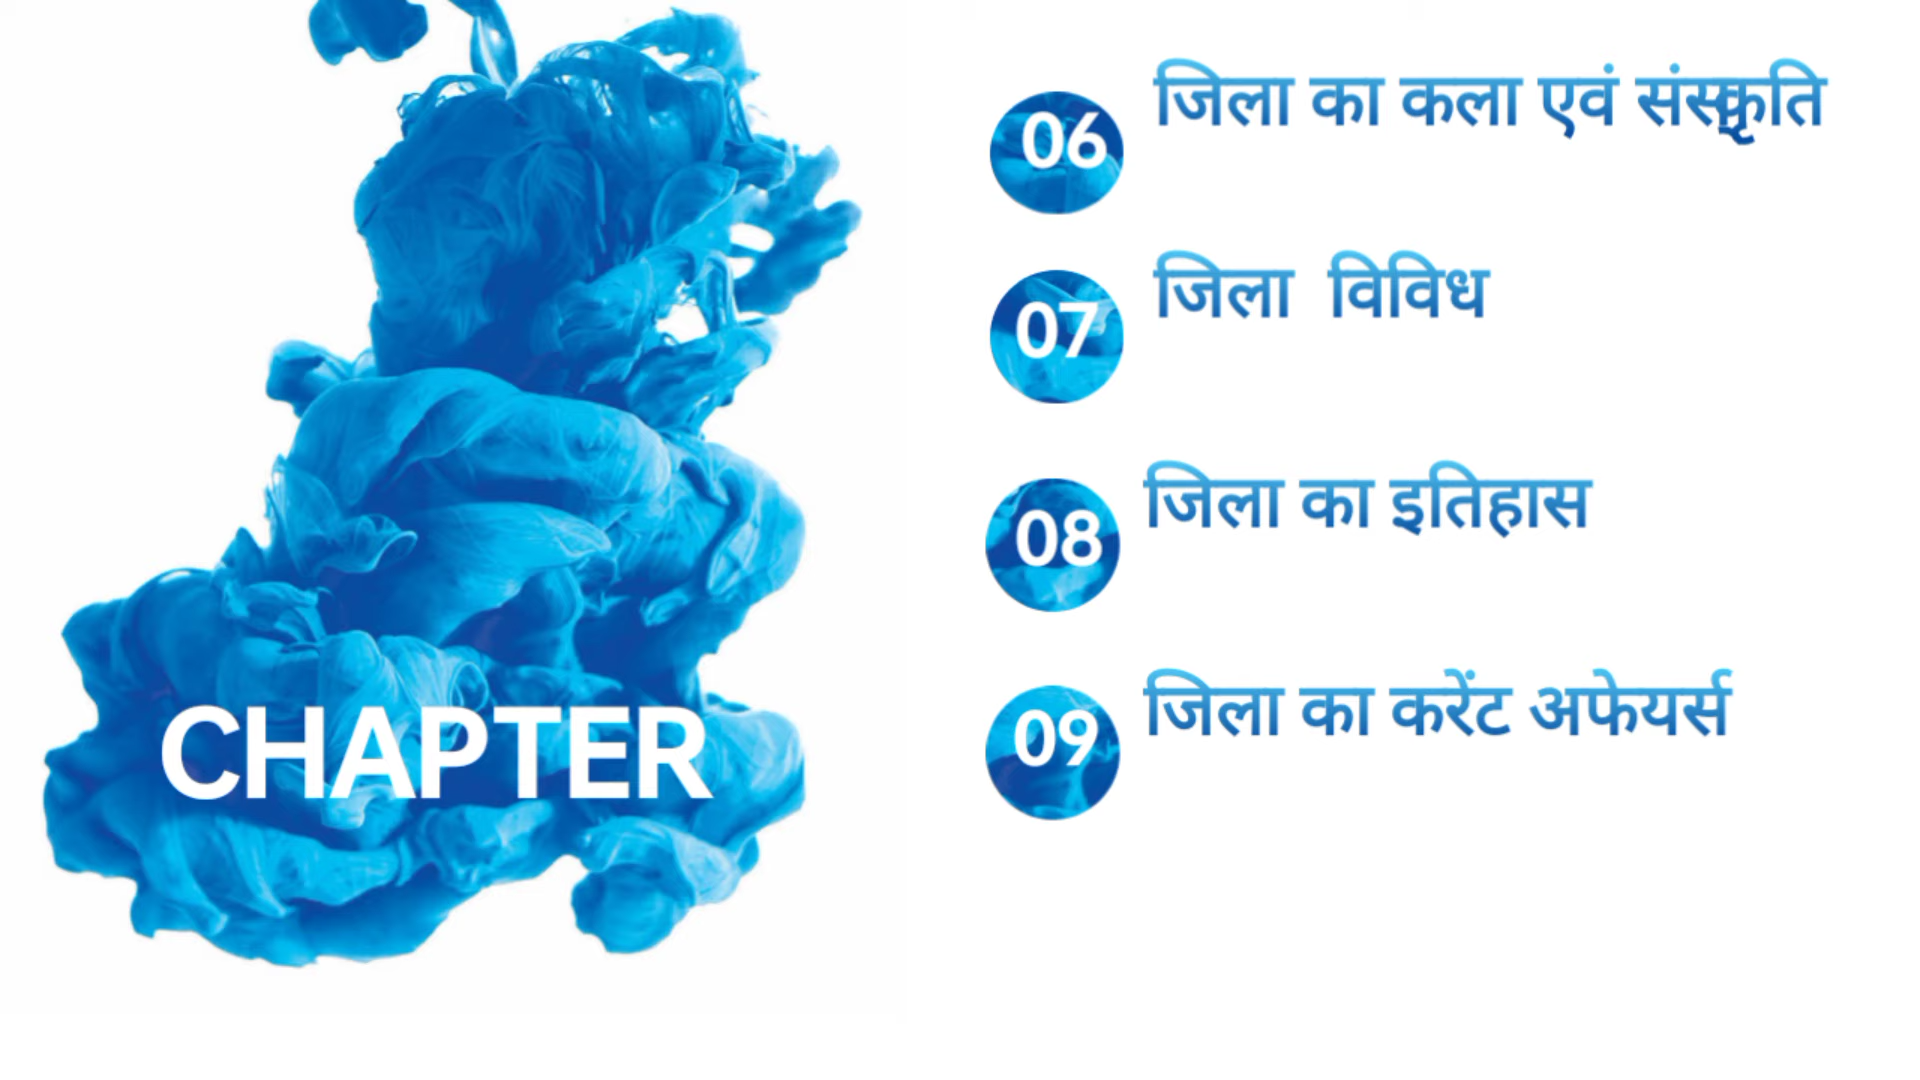 06 जिला का कला एवं संस्कृति
07 जिला विविध
08 जिला का इतिहास
09 जिला का करेंट अफेयर्स
CHAPTER